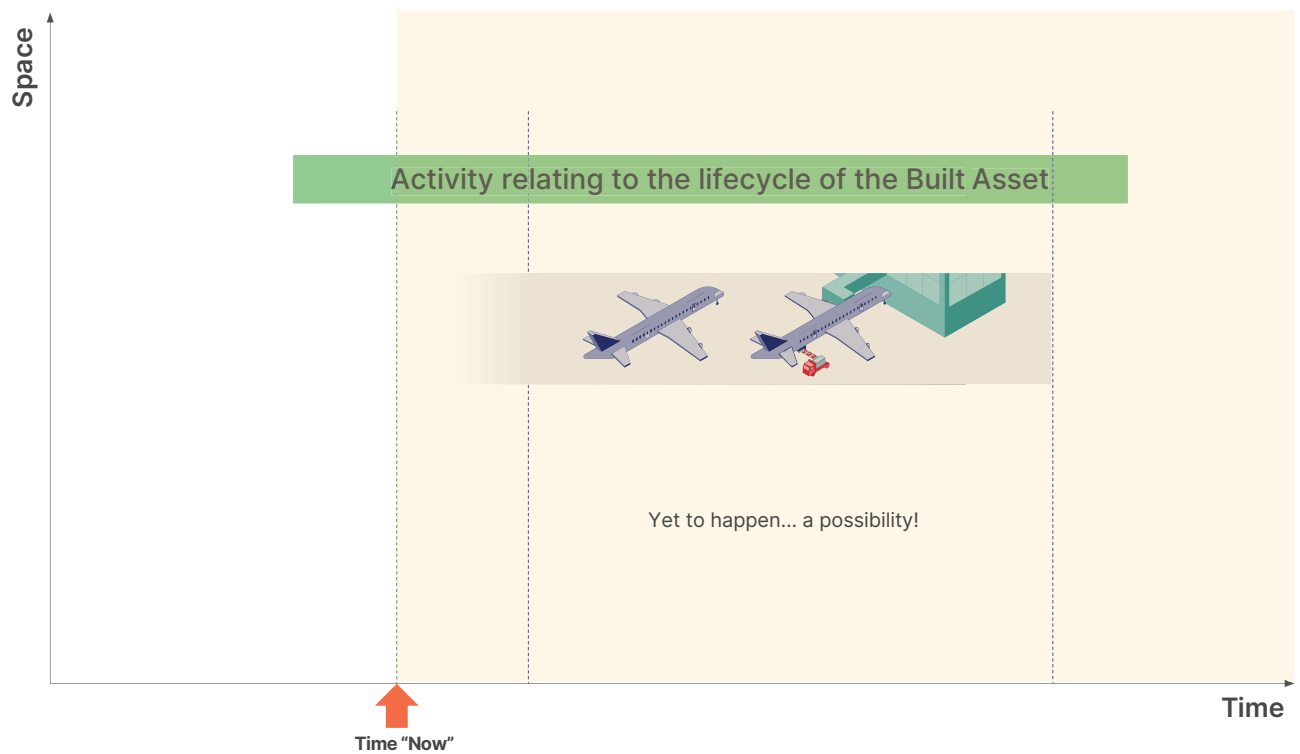 Space
Activity relating to the lifecycle of the Built Asset
Yet to happen... a possibility!
Time
Time “Now”